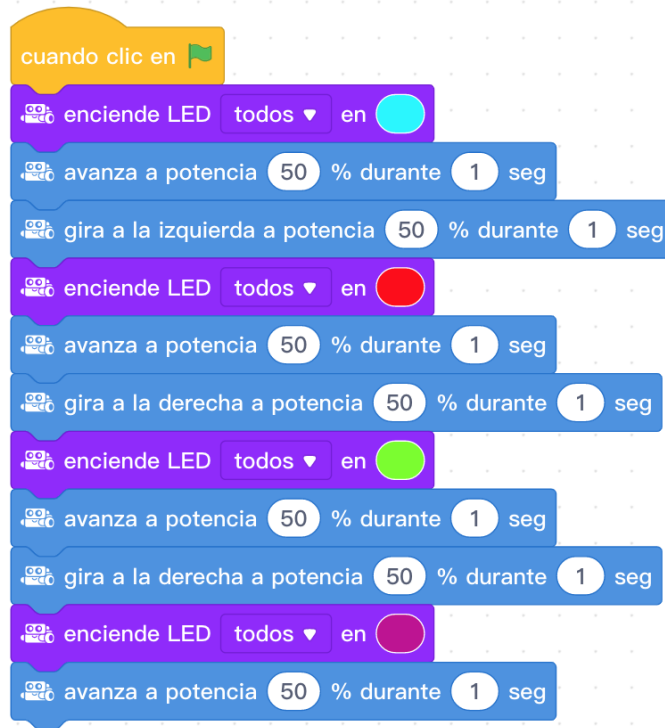 cuando clic en
enciende LED todos en
avanza a potencia 50 % durante 1 seg
gira a la izquierda a potencia 50 % durante 1 seg
enciende LED todos en
avanza a potencia 50 % durante 1 seg
gira a la derecha a potencia 50 % durante 1 seg
enciende LED todos en
avanza a potencia 50 % durante 1 seg
gira a la derecha a potencia 50 % durante 1 seg
enciende LED todos en
avanza a potencia 50 % durante 1 seg